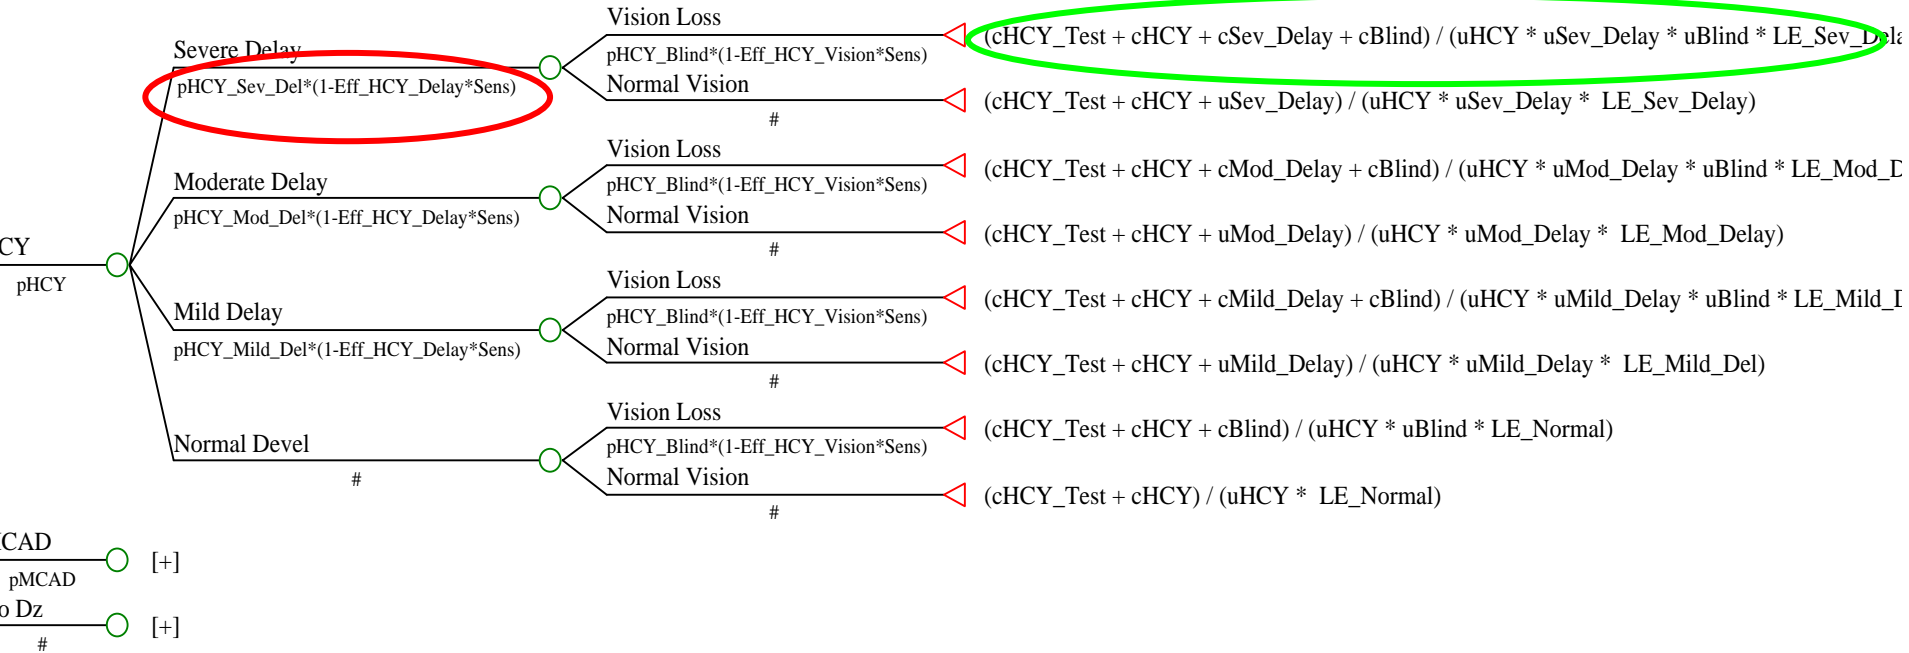 Vision Loss
(cHCY_Test + cHCY + cSev_Delay + cBlind) / (uHCY * uSev_Delay * uBlind * LE_Sev_Dela
Severe Delay
pHCY_Blind*(1-Eff_HCY_Vision*Sens)
pHCY_Sev_Del*(1-Eff_HCY_Delay*Sens)
Normal Vision
(cHCY_Test + cHCY + uSev_Delay) / (uHCY * uSev_Delay * LE_Sev_Delay)
#
Vision Loss
(cHCY_Test + cHCY + cMod_Delay + cBlind) / (uHCY * uMod_Delay * uBlind * LE_Mod_D
Moderate Delay
pHCY_Blind*(1-Eff_HCY_Vision*Sens)
pHCY_Mod_Del*(1-Eff_HCY_Delay*Sens)
Normal Vision
(cHCY_Test + cHCY + uMod_Delay) / (uHCY * uMod_Delay * LE_Mod_Delay)
#
CY
pHCY
Vision Loss
(cHCY_Test + cHCY + cMild_Delay + cBlind) / (uHCY * uMild_Delay * uBlind * LE_Mild_D
Mild Delay
pHCY_Blind*(1-Eff_HCY_Vision*Sens)
pHCY_Mild_Del*(1-Eff_HCY_Delay*Sens)
Normal Vision
(cHCY_Test + cHCY + uMild_Delay) / (uHCY * uMild_Delay * LE_Mild_Del)
#
Vision Loss
(cHCY_Test + cHCY + cBlind) / (uHCY * uBlind * LE_Normal)
Normal Devel
pHCY_Blind*(1-Eff_HCY_Vision*Sens)
#
Normal Vision
(cHCY_Test + cHCY) / (uHCY * LE_Normal)
#
CAD
[+]
pMCAD
o Dz
[+]
#